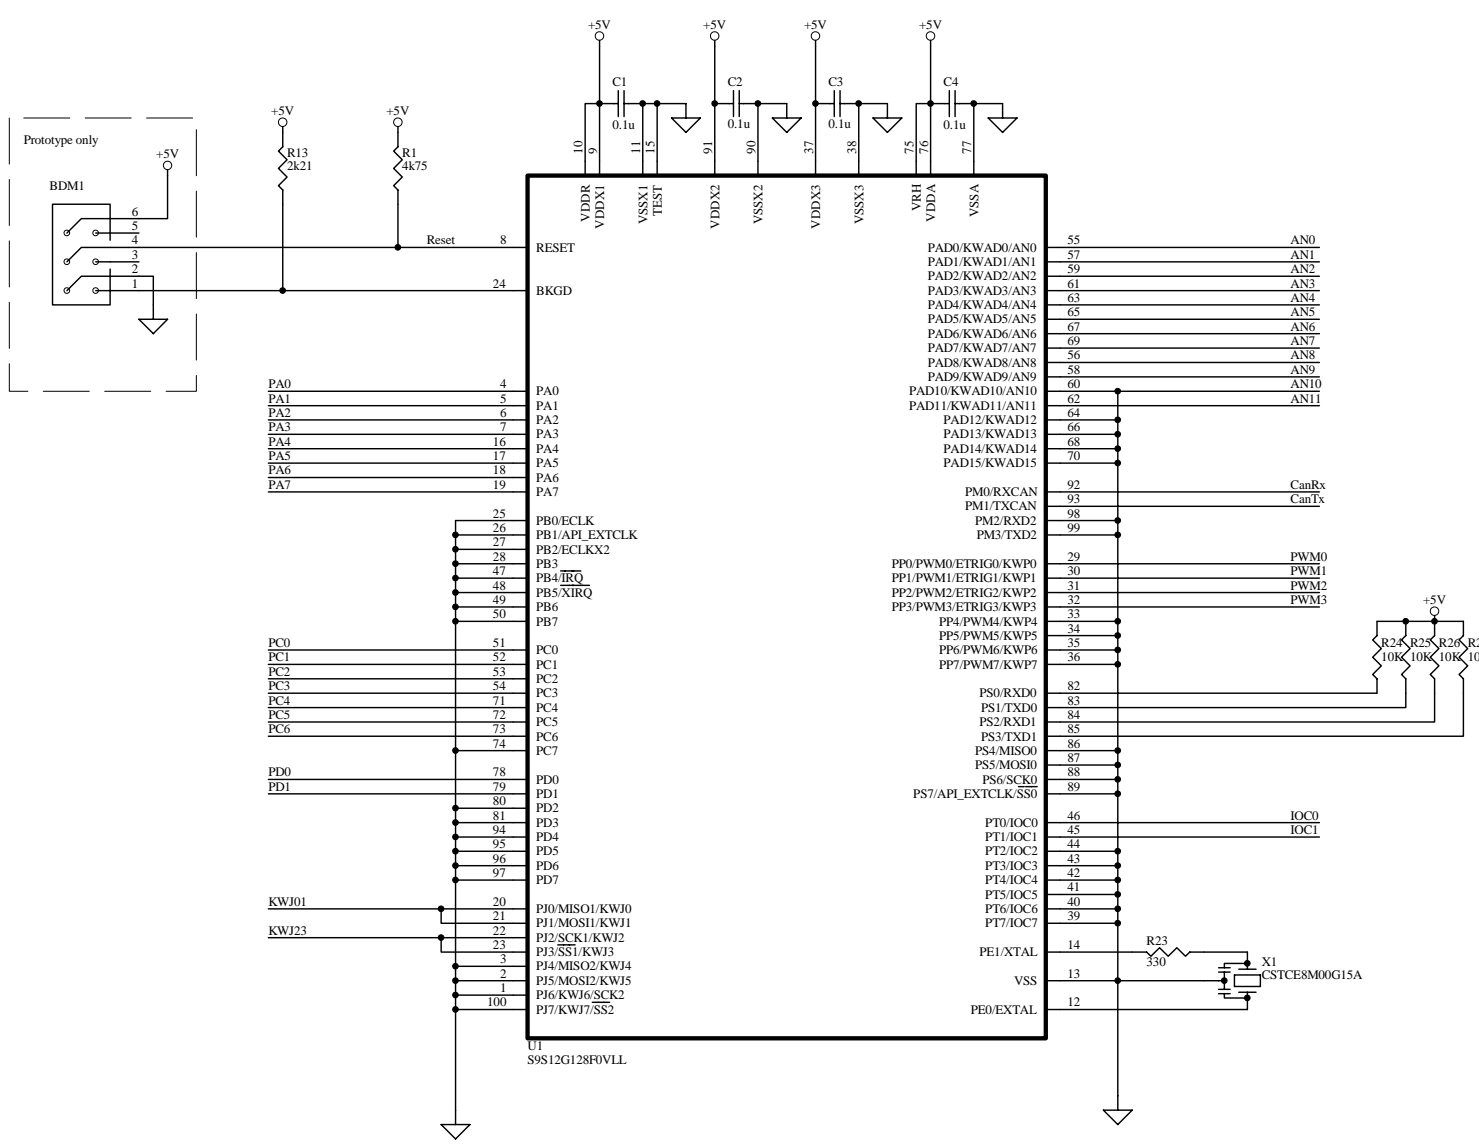 +5V
+5V
+5V
+5V
C1
0.1u
C2
0.1u
C3
0.1u
C4
0.1u
10
9
11
15
91
90
37
38
75
76
77
VDDR
VDDX1
VSSX1
TEST
VDDX2
VSSX2
VDDX3
VSSX3
VRH
VDDA
VSSA
Prototype only
+5V
BDM1
6
5
4
3
2
1
+5V
R13
2k21
+5V
R1
4k75
Reset
8 RESET
24 BKGD
PA0 4 PA0
PA1 5 PA1
PA2 6 PA2
PA3 7 PA3
PA4 16 PA4
PA5 17 PA5
PA6 18 PA6
PA7 19 PA7
25 PB0/ECLK
26 PB1/API_EXTCLK
27 PB2/ECLKX2
28 PB3
47 PB4/IRQ
48 PB5/XIRQ
49 PB6
50 PB7
PC0 51 PC0
PC1 52 PC1
PC2 53 PC2
PC3 54 PC3
PC4 71 PC4
PC5 72 PC5
PC6 73 PC6
74 PC7
PD0 78 PD0
PD1 79 PD1
80 PD2
81 PD3
94 PD4
95 PD5
96 PD6
97 PD7
KWJ01 20 PJ0/MISO1/KWJ0
21 PJ1/MOSI1/KWJ1
KWJ23 22 PJ2/SCK1/KWJ2
23 PJ3/SS1/KWJ3
3 PJ4/MISO2/KWJ4
2 PJ5/MOSI2/KWJ5
1 PJ6/KWJ6/SCK2
100 PJ7/KWJ7/SS2
PAD0/KWAD0/AN0 55 AN0
PAD1/KWAD1/AN1 57 AN1
PAD2/KWAD2/AN2 59 AN2
PAD3/KWAD3/AN3 61 AN3
PAD4/KWAD4/AN4 63 AN4
PAD5/KWAD5/AN5 65 AN5
PAD6/KWAD6/AN6 67 AN6
PAD7/KWAD7/AN7 69 AN7
PAD8/KWAD8/AN8 56 AN8
PAD9/KWAD9/AN9 58 AN9
PAD10/KWAD10/AN10 60 AN10
PAD11/KWAD11/AN11 62 AN11
PAD12/KWAD12 64
PAD13/KWAD13 66
PAD14/KWAD14 68
PAD15/KWAD15 70
PM0/RXCAN 92 CanRx
PM1/TXCAN 93 CanTx
PM2/RXD2 98
PM3/TXD2 99
PP0/PWM0/ETRIG0/KWP0 29 PWM0
PP1/PWM1/ETRIG1/KWP1 30 PWM1
PP2/PWM2/ETRIG2/KWP2 31 PWM2
PP3/PWM3/ETRIG3/KWP3 32 PWM3
PP4/PWM4/KWP4 33
PP5/PWM5/KWP5 34
PP6/PWM6/KWP6 35
PP7/PWM7/KWP7 36
+5V
R24
10K
R25
10K
R26
10K
PS0/RXD0 82
PS1/TXD0 83
PS2/RXD1 84
PS3/TXD1 85
PS4/MISO0 86
PS5/MOSI0 87
PS6/SCK0 88
PS7/API_EXTCLK/SS0 89
PT0/IOC0 46 IOC0
PT1/IOC1 45 IOC1
PT2/IOC2 44
PT3/IOC3 43
PT4/IOC4 42
PT5/IOC5 41
PT6/IOC6 40
PT7/IOC7 39
PE1/XTAL 14
R23
330
VSS 13
X1
CSTCE8M00G15A
PE0/EXTAL 12
U1
S9S12G128F0VLL